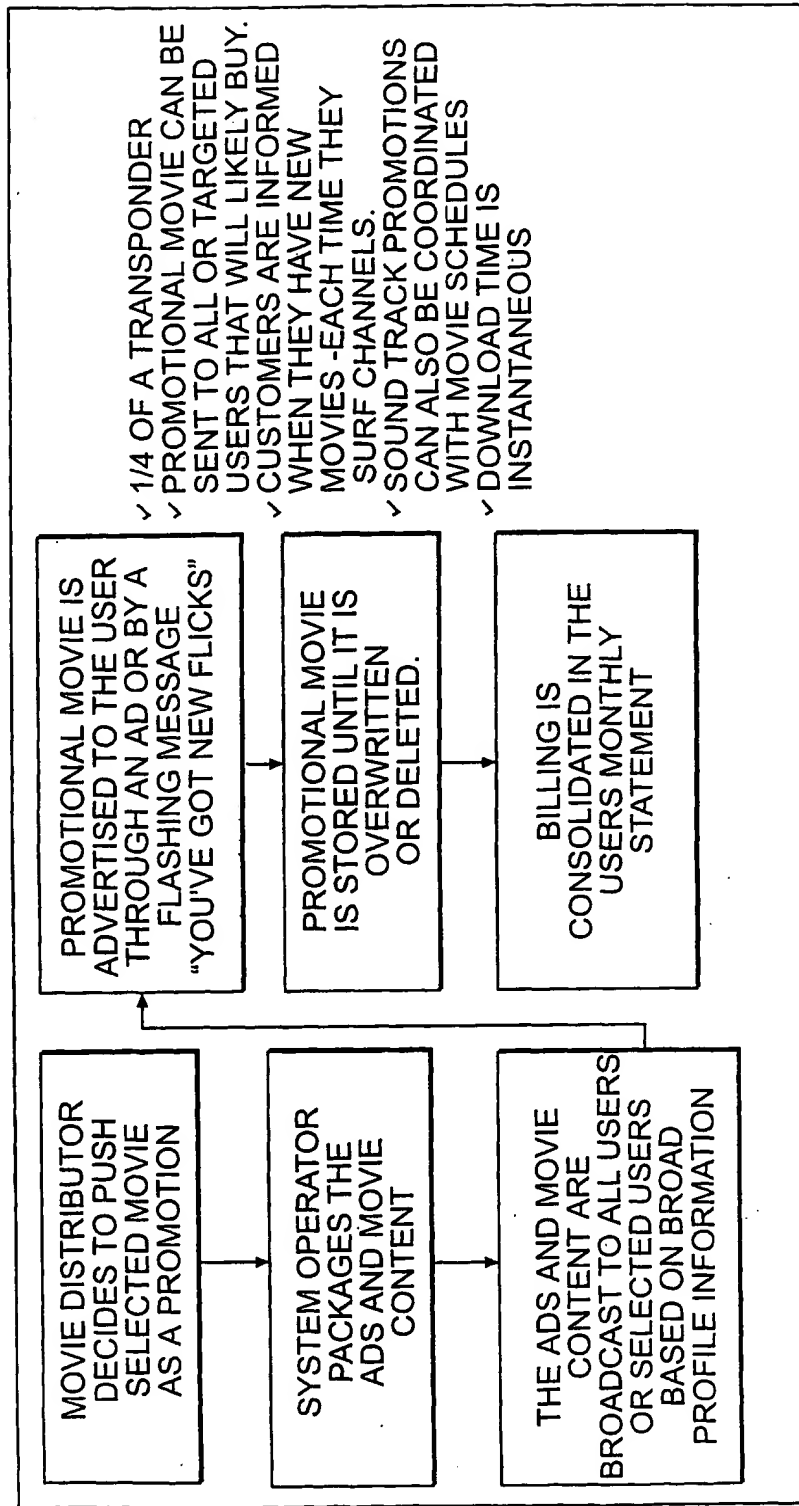 MOVIE DISTRIBUTOR
DECIDES TO PUSH
SELECTED MOVIE
AS A PROMOTION
SYSTEM OPERATOR
PACKAGES THE
ADS AND MOVIE
CONTENT
THE ADS AND MOVIE
CONTENT ARE
BROADCAST TO ALL USERS
OR SELECTED USERS
BASED ON BROAD
PROFILE INFORMATION
PROMOTIONAL MOVIE IS
ADVERTISED TO THE USER
THROUGH AN AD OR BY A
FLASHING MESSAGE
“YOU'VE GOT NEW FLICKS”
PROMOTIONAL MOVIE
IS STORED UNTIL IT IS
OVERWRITTEN
OR DELETED.
BILLING IS
CONSOLIDATED IN THE
USERS MONTHLY
STATEMENT
✓ 1/4 OF A TRANSPONDER
✓ PROMOTIONAL MOVIE CAN BE
SENT TO ALL OR TARGETED
USERS THAT WILL LIKELY BUY.
✓ CUSTOMERS ARE INFORMED
WHEN THEY HAVE NEW
MOVIES -EACH TIME THEY
SURF CHANNELS.
✓ SOUND TRACK PROMOTIONS
CAN ALSO BE COORDINATED
WITH MOVIE SCHEDULES
✓ DOWNLOAD TIME IS
INSTANTANEOUS